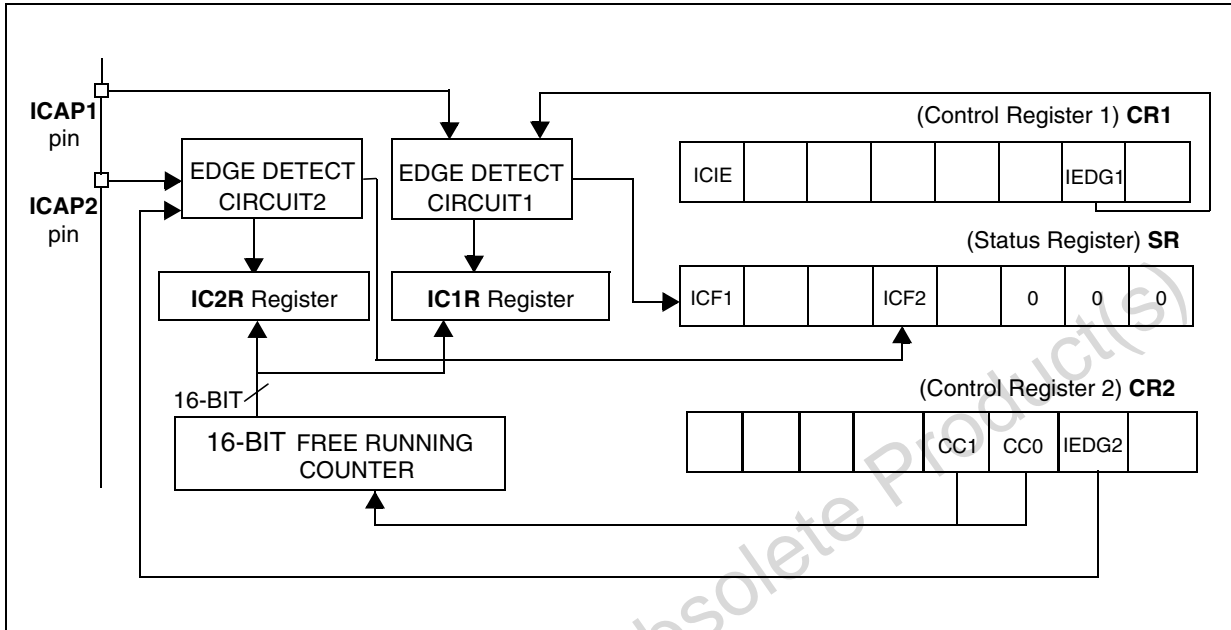 ICAP1
pin
ICAP2
pin
EDGE DETECT
CIRCUIT2
EDGE DETECT
CIRCUIT1
IC2R Register
IC1R Register
16-BIT
16-BIT FREE RUNNING
COUNTER
(Control Register 1) CR1
ICIE
IEDG1
(Status Register) SR
ICF1
ICF2
0
0
0
(Control Register 2) CR2
CC1
CC0
IEDG2
bsolete Product(s)